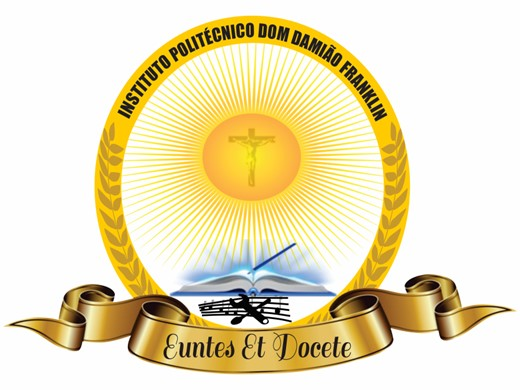 INSTITUTO POLITÉCNICO DOM DAMIÃO FRANKLIN
Euntes Et Docete